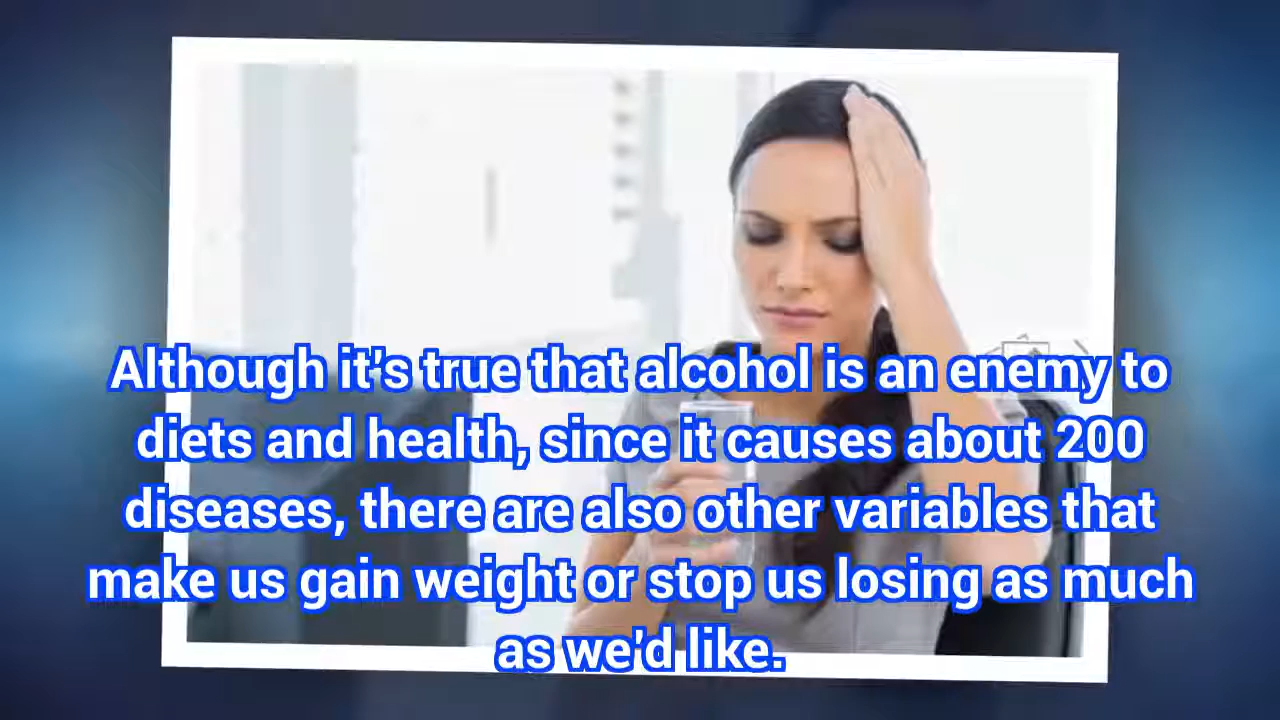 Although it's true that alcohol is an enemy to
diets and health, since it causes about 200
diseases, there are also other variables that
make us gain weight or stop us losing as much
as we'd like.